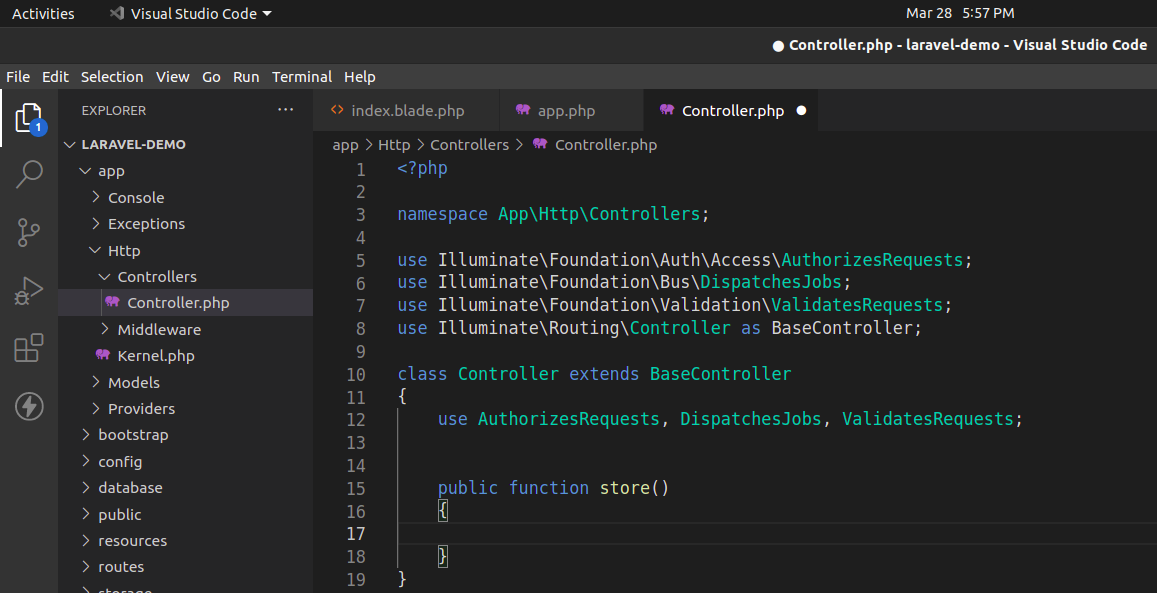 Activities Visual Studio Code Mar 28 5:57 PM
Controller.php - laravel-demo - Visual Studio Code
File Edit Selection View Go Run Terminal Help
1
EXPLORER
LARAVEL-DEMO
app
Console
Exceptions
Http
Controllers
Controller.php
Middleware
Kernel.php
Models
Providers
bootstrap
config
database
public
resources
routes
storage
index.blade.php app.php Controller.php
app > Http > Controllers > Controller.php
1 <?php
2
3 namespace App\Http\Controllers;
4
5 use Illuminate\Foundation\Auth\Access\AuthorizesRequests;
6 use Illuminate\Foundation\Bus\DispatchesJobs;
7 use Illuminate\Foundation\Validation\ValidatesRequests;
8 use Illuminate\Routing\Controller as BaseController;
9
10 class Controller extends BaseController
11 {
12 use AuthorizesRequests, DispatchesJobs, ValidatesRequests;
13
14
15 public function store()
16 {
17
18 }
19 }